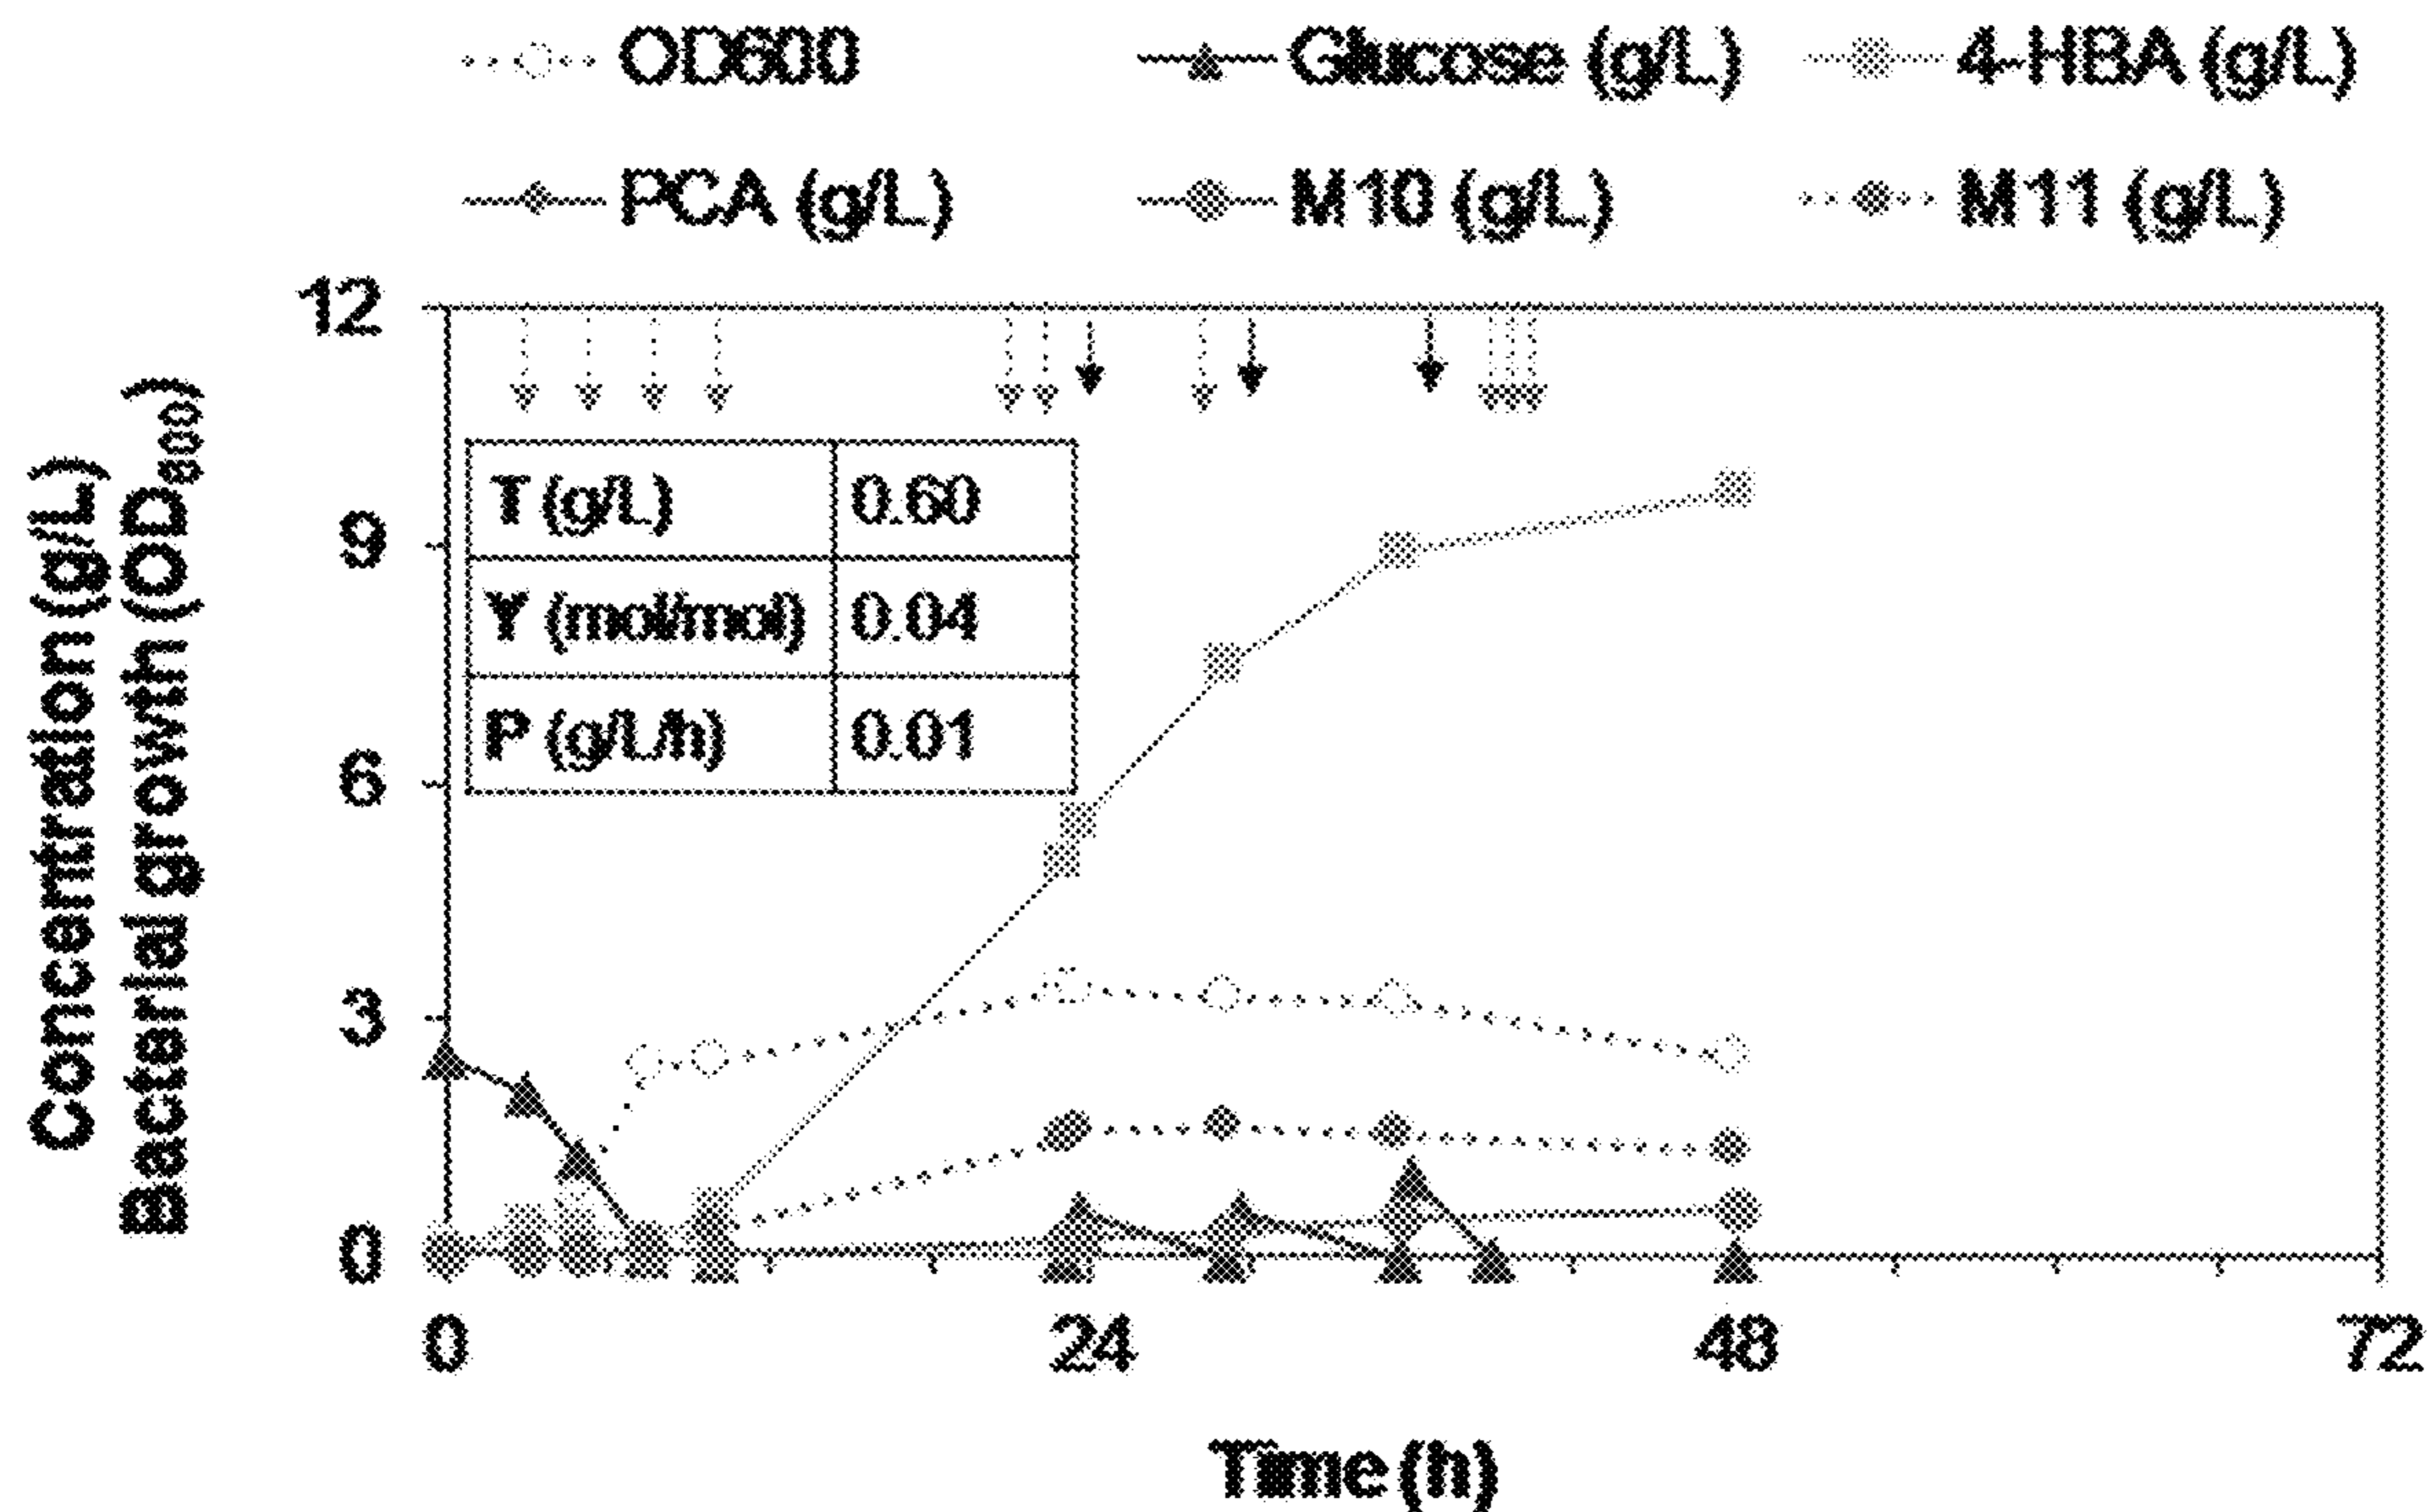 OD600 Glucose (g/L) 4-HBA (g/L)
PCA (g/L) M10 (g/L) M11 (g/L)
Concentration (g/L)
Bacterial growth (OD600)
12
9
6
3
0
T (g/L) 0.60
Y (mol/mol) 0.04
P (g/L/h) 0.01
0 24 48 72
Time (h)